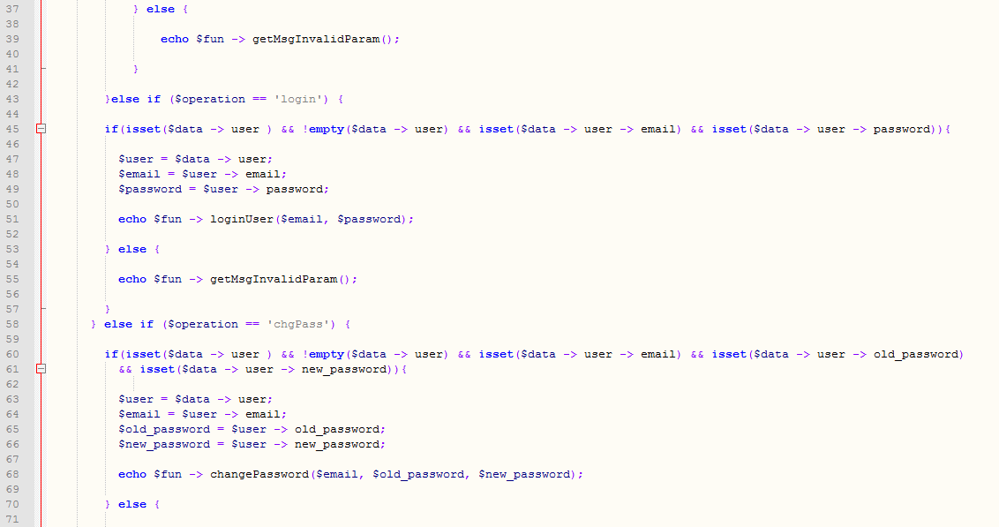 37 } else {
38
39 echo $fun -> getMsgInvalidParam();
40
41 }
42
43 }else if ($operation == 'login') {
44
45 if(isset($data -> user ) && !empty($data -> user) && isset($data -> user -> email) && isset($data -> user -> password)){
46
47 $user = $data -> user;
48 $email = $user -> email;
49 $password = $user -> password;
50
51 echo $fun -> loginUser($email, $password);
52
53 } else {
54
55 echo $fun -> getMsgInvalidParam();
56
57 }
58 } else if ($operation == 'chgPass') {
59
60 if(isset($data -> user ) && !empty($data -> user) && isset($data -> user -> email) && isset($data -> user -> old_password)
61 && isset($data -> user -> new_password)){
62
63 $user = $data -> user;
64 $email = $user -> email;
65 $old_password = $user -> old_password;
66 $new_password = $user -> new_password;
67
68 echo $fun -> changePassword($email, $old_password, $new_password);
69
70 } else {
71